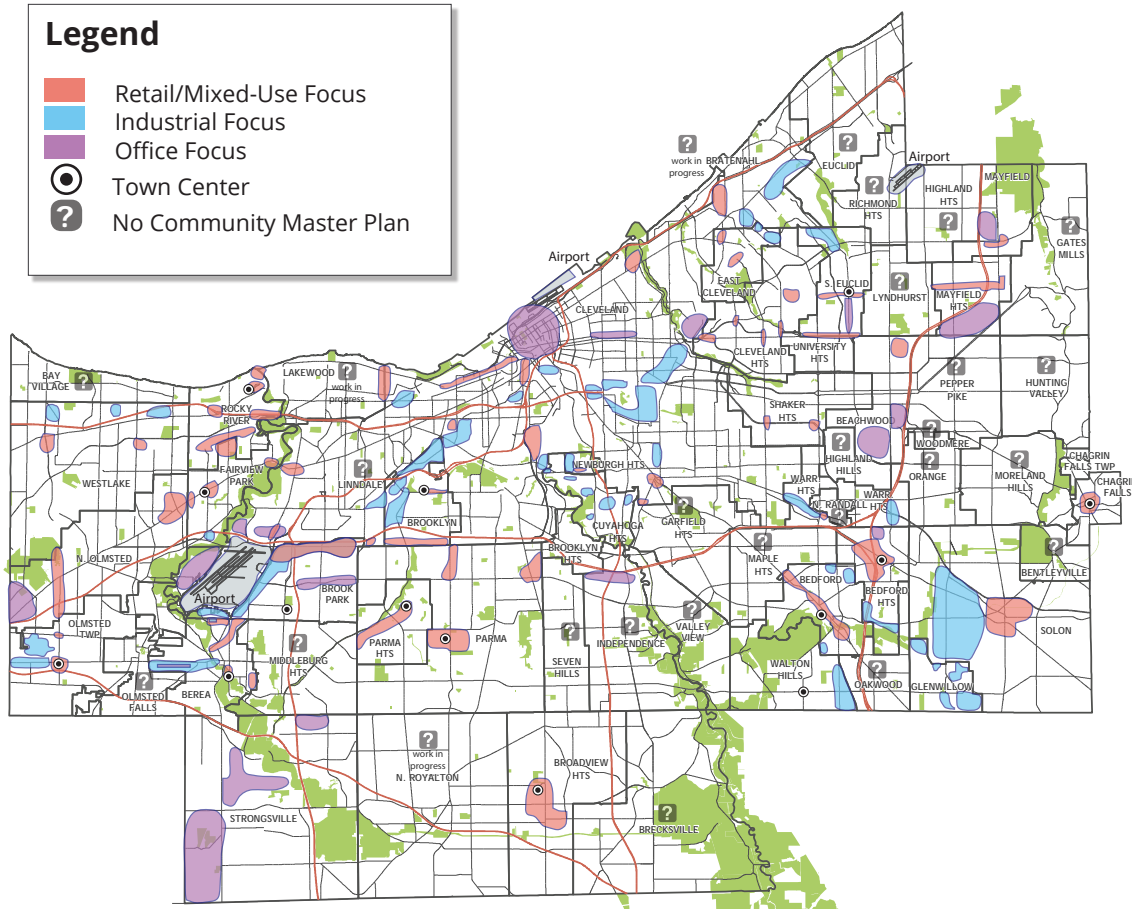 Legend
Retail/Mixed-Use Focus
Industrial Focus
Office Focus
Town Center
?
No Community Master Plan
?
work in
progress
BRATENAHL
?
EUCLID
Airport
?
RICHMOND
HTS
HIGHLAND
HTS
?
MAYFIELD
?
GATES
MILLS
Airport
EAST
CLEVELAND
S. EUCLID
?
LYNDHURST
MAYFIELD
HTS
CLEVELAND
CLEVELAND
HTS
UNIVERSITY
HTS
?
PEPPER
PIKE
?
HUNTING
VALLEY
BAY
VILLAGE
?
LAKEWOOD
?
work in
progress
ROCKY
RIVER
SHAKER
HTS
BEACHWOOD
?
WOODMERE
?
HIGHLAND
HILLS
?
ORANGE
?
MORELAND
HILLS
CHAGRIN
FALLS TWP
CHAGRIN
FALLS
WESTLAKE
FAIRVIEW
PARK
?
LINNDALE
NEWBURGH HTS
WARR.
HTS
N. RANDALL
?
WARR.
HTS
BROOKLYN
CUYAHOGA
HTS
?
GARFIELD
HTS
N. OLMSTED
BROOKLYN
HTS
?
MAPLE
HTS
?
BENTLEYVILLE
Airport
BROOK
PARK
BEDFORD
BEDFORD
HTS
OLMSTED
TWP
?
MIDDLEBURG
HTS
PARMA
HTS
PARMA
?
?
INDEPENDENCE
?
VALLEY
VIEW
SOLON
SEVEN
HILLS
WALTON
HILLS
?
OAKWOOD
GLENWILLOW
?
OLMSTED
FALLS
BEREA
?
work in
progress
N. ROYALTON
BROADVIEW
HTS
STRONGSVILLE
?
BRECKSVILLE